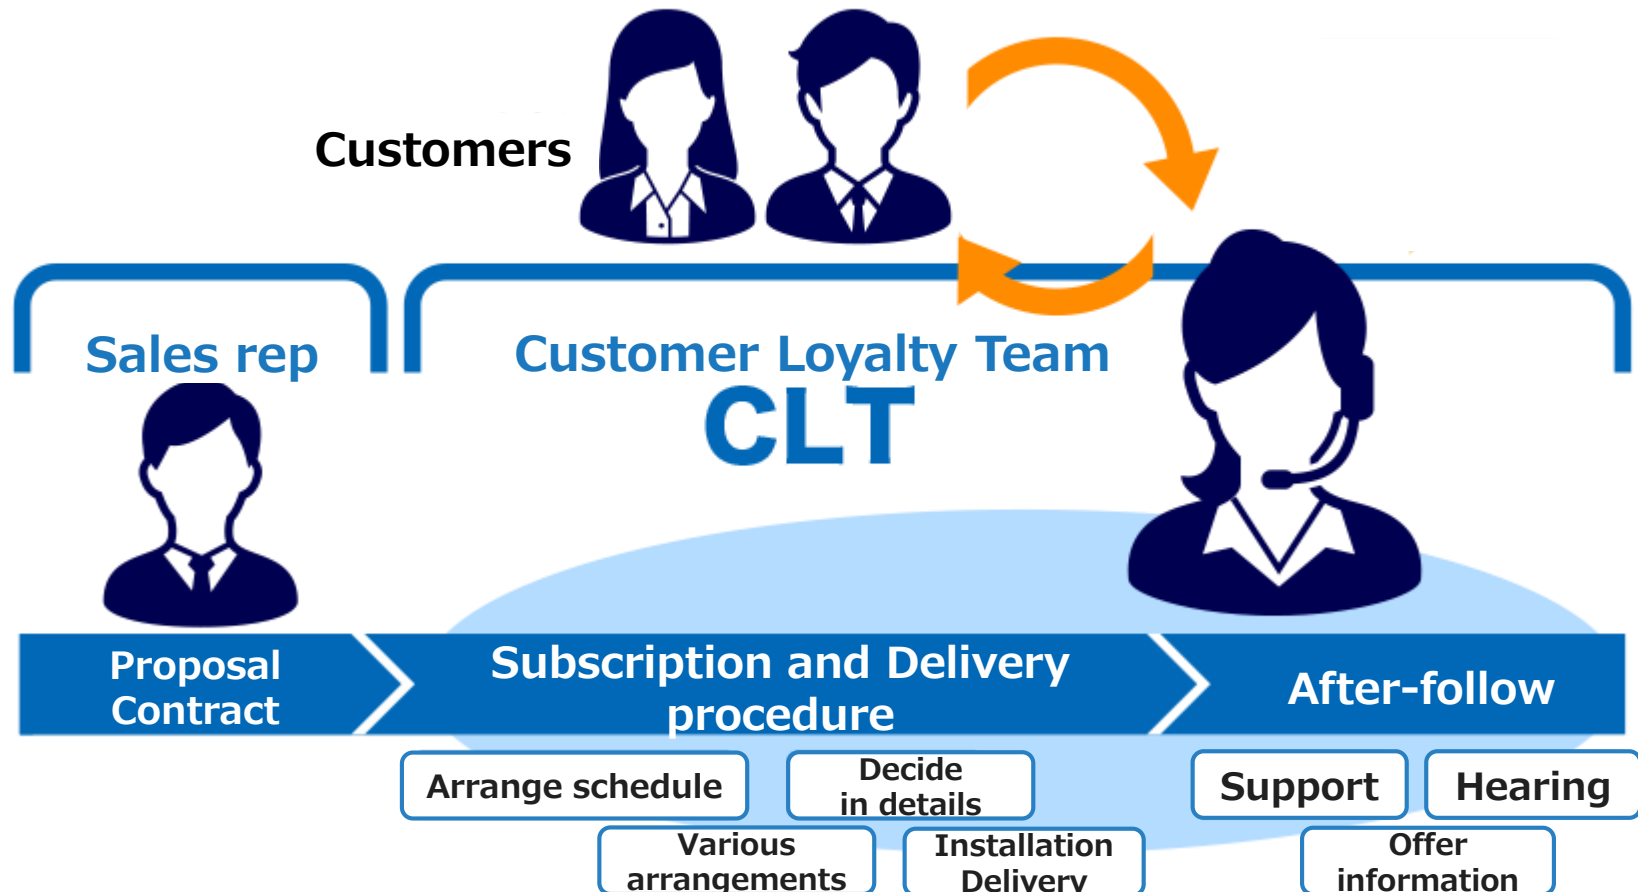 Customers
Sales rep
Customer Loyalty Team
CLT
Proposal
Contract
Subscription and Delivery
procedure
After-follow
Arrange schedule
Decide
in details
Support
Hearing
Various
arrangements
Installation
Delivery
Offer
information